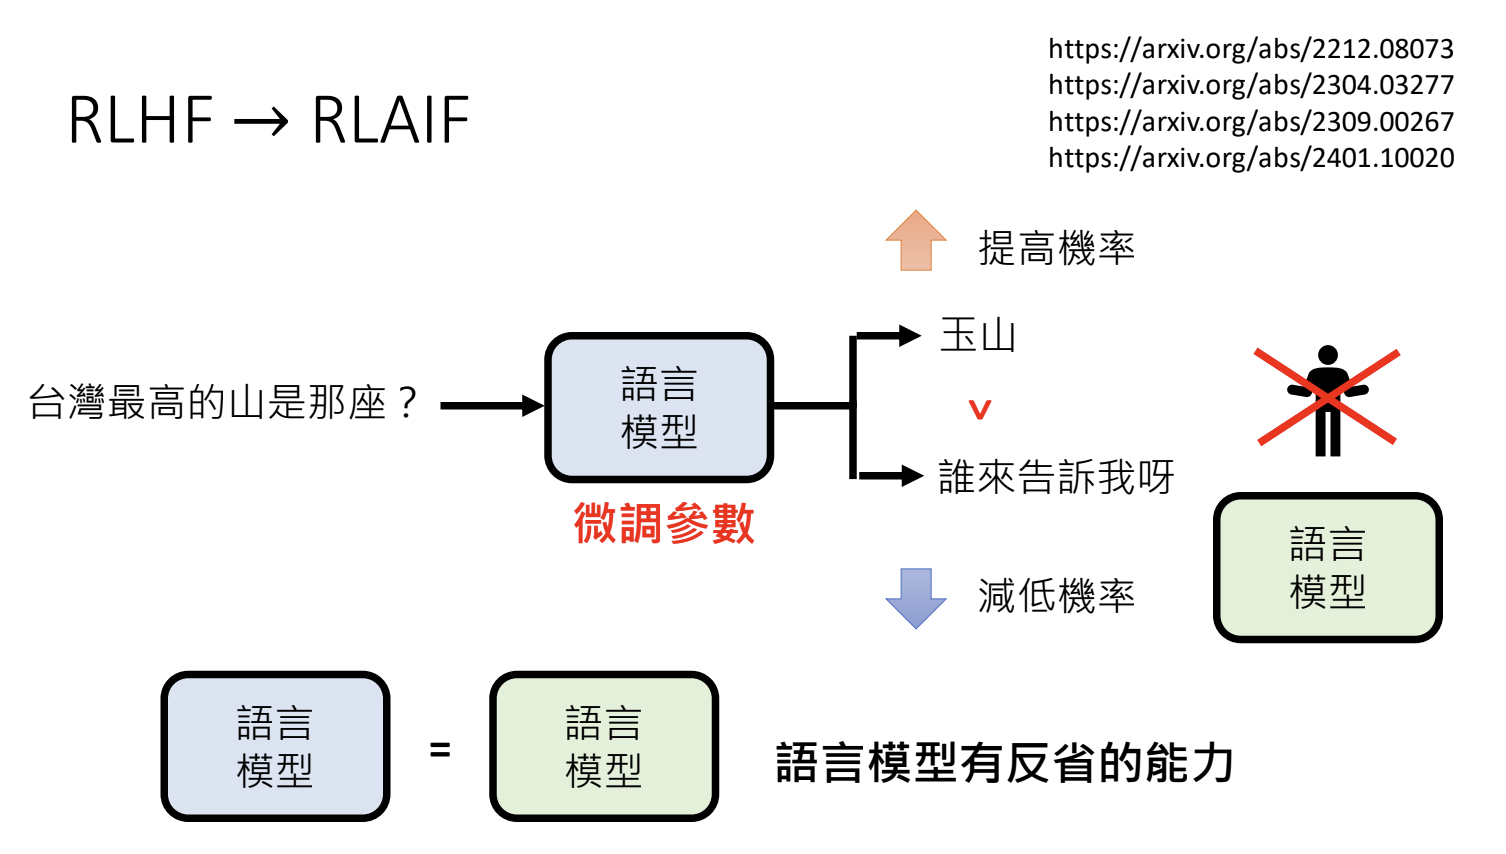 RLHF → RLAIF
https://arxiv.org/abs/2212.08073
https://arxiv.org/abs/2304.03277
https://arxiv.org/abs/2309.00267
https://arxiv.org/abs/2401.10020
提高機率
台灣最高的山是那座？
語言
模型
微調參數
玉山
v
誰來告訴我呀
減低機率
語言
模型
語言
模型
=
語言
模型
語言模型有反省的能力